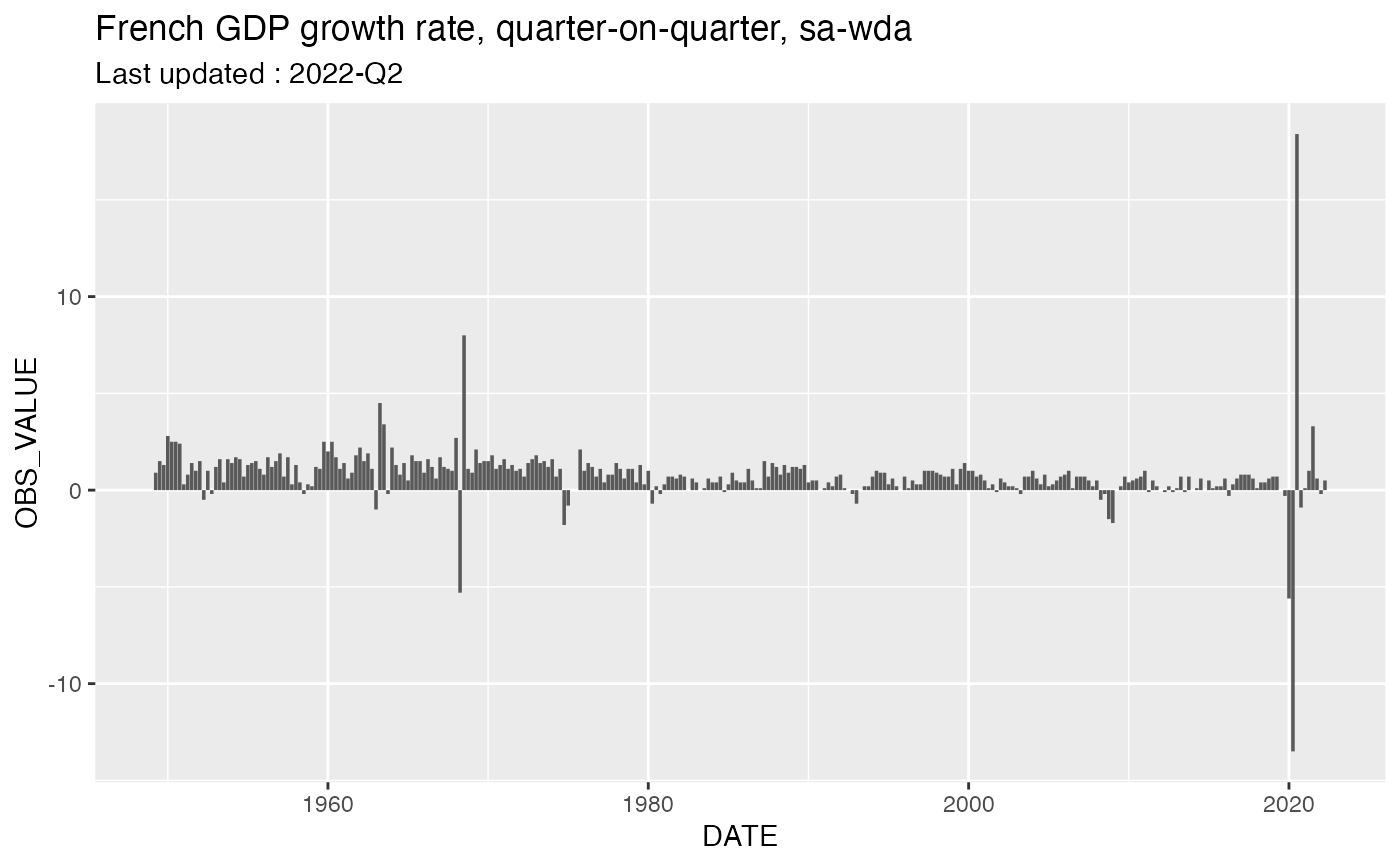 French GDP growth rate, quarter-on-quarter, sa-wda
Last updated : 2022-Q2
OBS_VALUE
10
0
-10
1960
1980
2000
2020
DATE